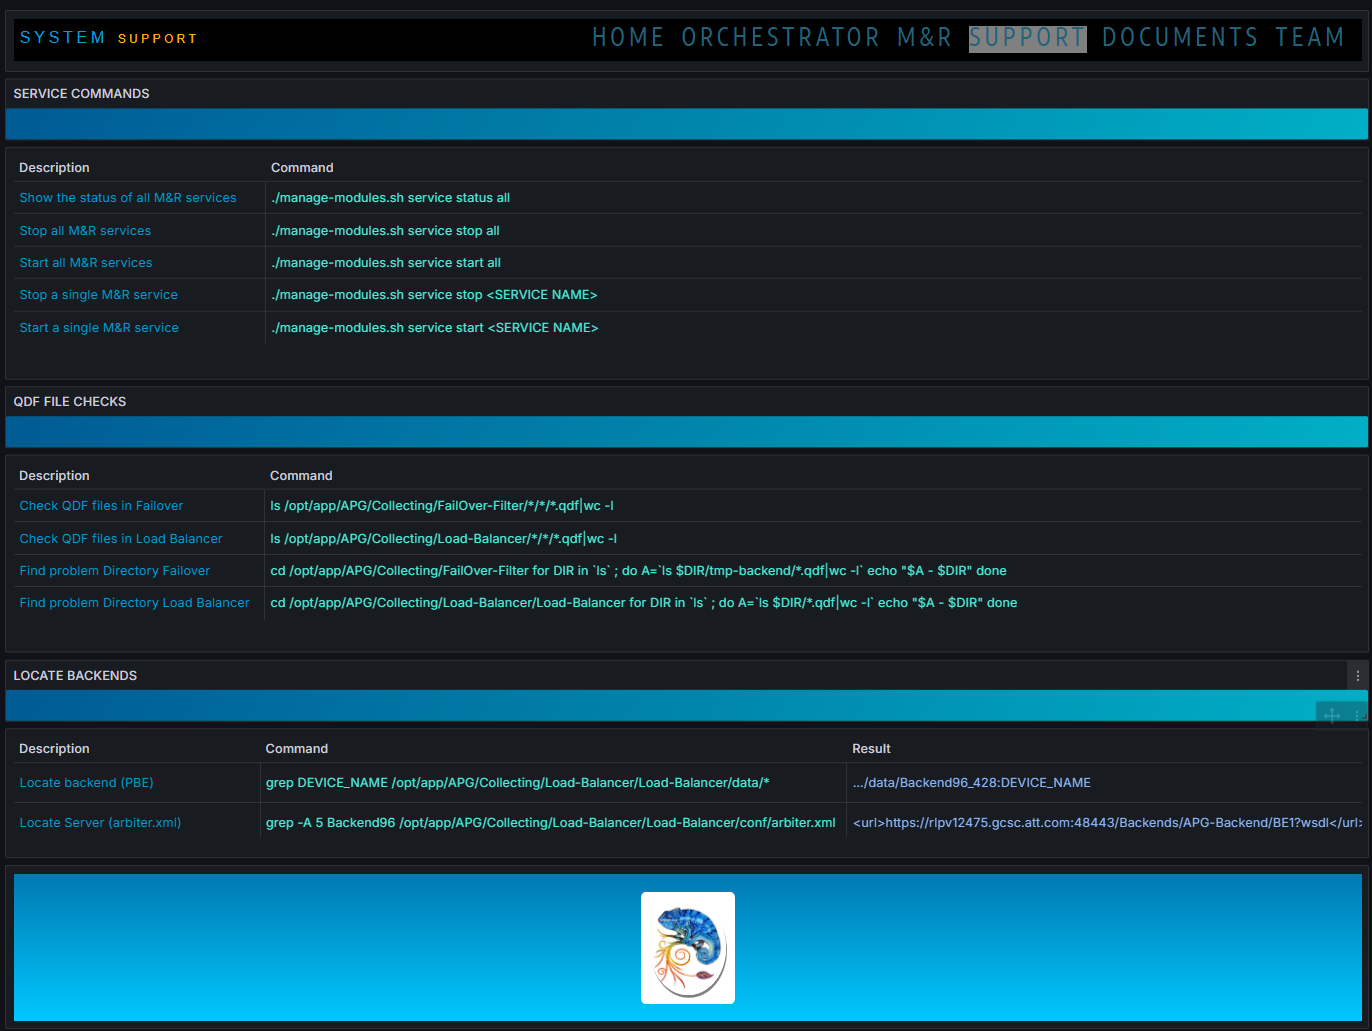 SYSTEM SUPPORT HOME ORCHESTRATOR M&R SUPPORT DOCUMENTS TEAM
SERVICE COMMANDS
Description Command
Show the status of all M&R services ./manage-modules.sh service status all
Stop all M&R services ./manage-modules.sh service stop all
Start all M&R services ./manage-modules.sh service start all
Stop a single M&R service ./manage-modules.sh service stop <SERVICE NAME>
Start a single M&R service ./manage-modules.sh service start <SERVICE NAME>
QDF FILE CHECKS
Description Command
Check QDF files in Failover ls /opt/app/APG/Collecting/FailOver-Filter/*/*/*.qdf|wc -l
Check QDF files in Load Balancer ls /opt/app/APG/Collecting/Load-Balancer/*/*/*.qdf|wc -l
Find problem Directory Failover cd /opt/app/APG/Collecting/FailOver-Filter for DIR in `ls` ; do A=`ls $DIR/tmp-backend/*.qdf|wc -l` echo "$A - $DIR" done
Find problem Directory Load Balancer cd /opt/app/APG/Collecting/Load-Balancer/Load-Balancer for DIR in `ls` ; do A=`ls $DIR/*.qdf|wc -l` echo "$A - $DIR" done
LOCATE BACKENDS
Description Command Result
Locate backend (PBE) grep DEVICE_NAME /opt/app/APG/Collecting/Load-Balancer/Load-Balancer/data/* .../data/Backend96_428:DEVICE_NAME
Locate Server (arbiter.xml) grep -A 5 Backend96 /opt/app/APG/Collecting/Load-Balancer/Load-Balancer/conf/arbiter.xml <url>https://rlpv12475.gcsc.att.com:48443/Backends/APG-Backend/BE1?wsdl</url>